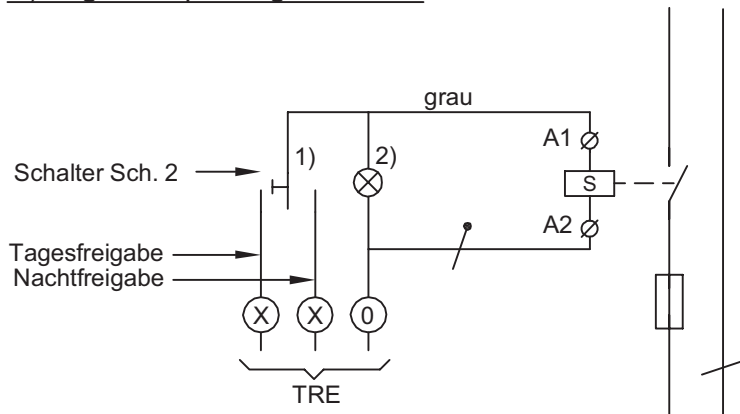 grau
A1
1)
2)
Schalter Sch. 2
S
A2
Tagesfreigabe
Nachtfreigabe
X
X
0
TRE